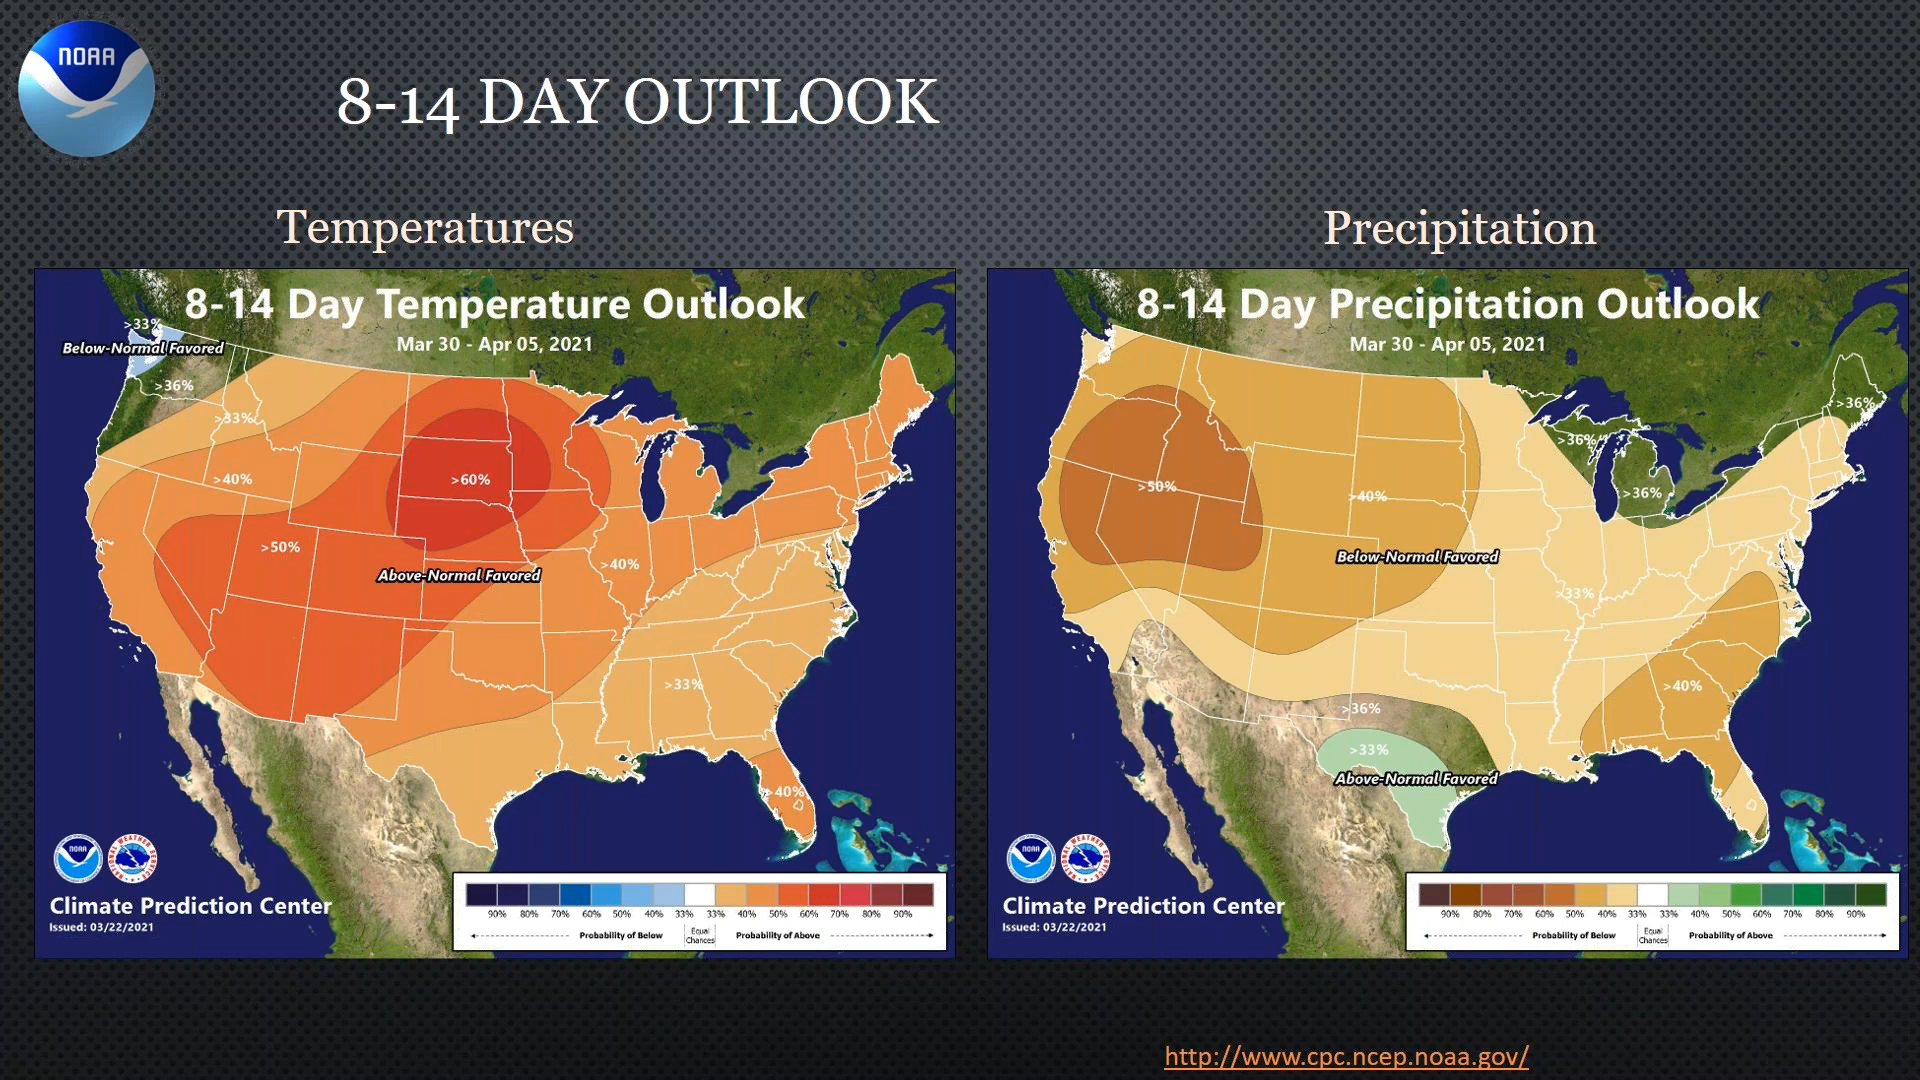 NOAA
8-14 DAY OUTLOOK
Temperatures
8-14 Day Temperature Outlook
Mar 30 - Apr 05, 2021
>33%
Below-Normal Favored
>36%
>33%
>40%
>60%
>50%
Above-Normal Favored
>40%
>33%
>40%
NOAA
Climate Prediction Center
Issued: 03/22/2021
90% 80% 70% 60% 50% 40% 33% 33% 40% 50% 60% 70% 80% 90%
Probability of Below Equal Chances Probability of Above
Precipitation
8-14 Day Precipitation Outlook
Mar 30 - Apr 05, 2021
>36%
>36%
>50%
>40%
>36%
Below-Normal Favored
>33%
>40%
>36%
>33%
Above-Normal Favored
NOAA
Climate Prediction Center
Issued: 03/22/2021
90% 80% 70% 60% 50% 40% 33% 33% 40% 50% 60% 70% 80% 90%
Probability of Below Equal Chances Probability of Above
http://www.cpc.ncep.noaa.gov/